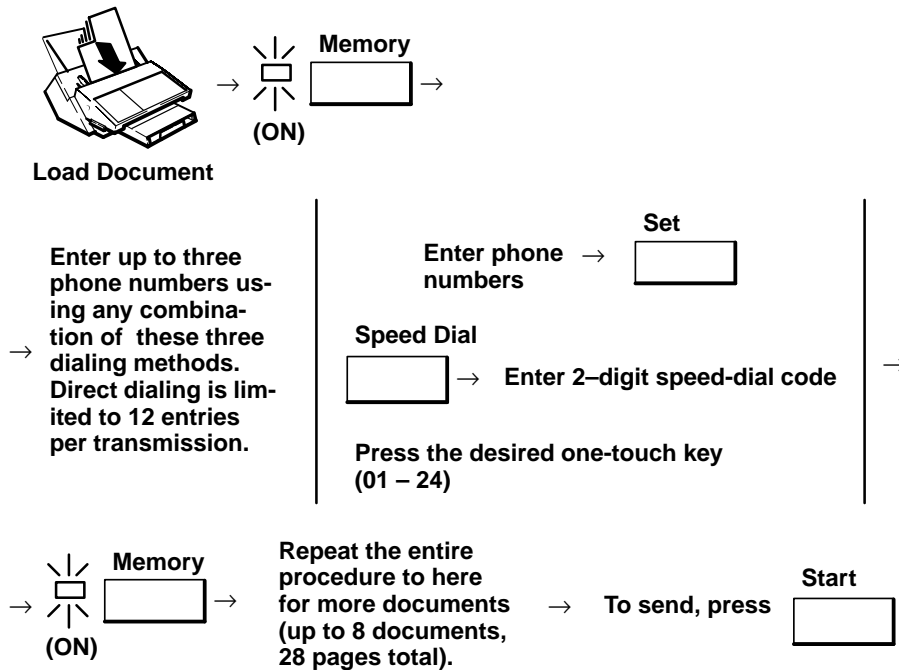 Memory
(ON)
Load Document
Enter up to three
phone numbers us-
ing any combina-
tion of these three
dialing methods.
Direct dialing is lim-
ited to 12 entries
per transmission.
Set
Enter phone →
numbers
Speed Dial
→ Enter 2–digit speed-dial code
Press the desired one-touch key
(01 – 24)
Memory
(ON)
Repeat the entire
procedure to here
for more documents
(up to 8 documents,
28 pages total).
→ To send, press
Start